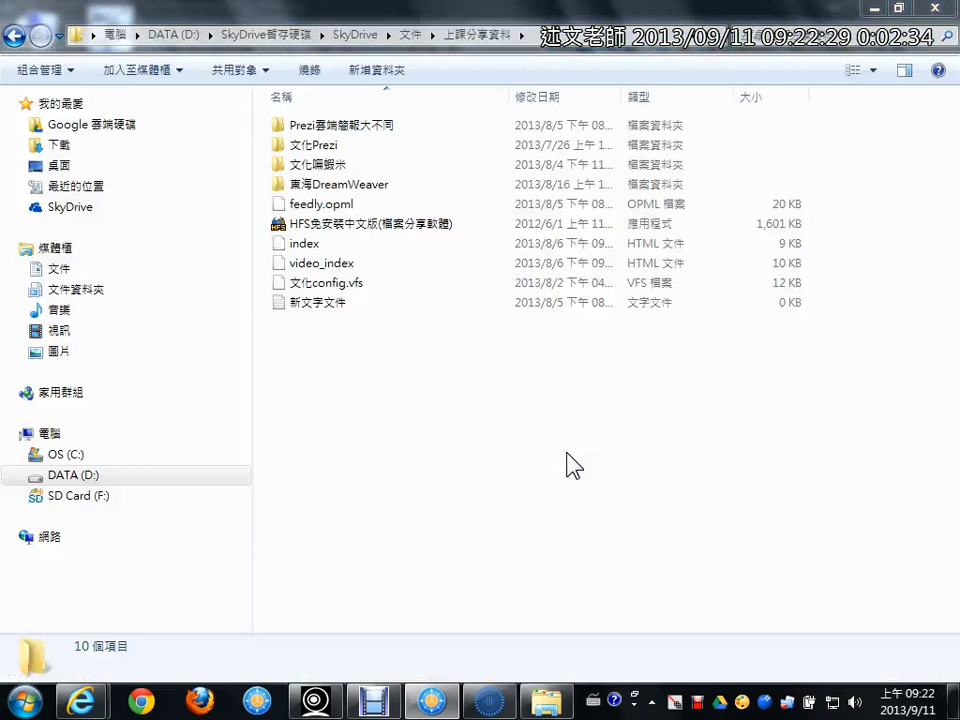 電腦 DATA (D:) SkyDrive暫存硬碟 SkyDrive 文件 上課分享資料
述文老師 2013/09/11 09:22:29 0:02:34
組合管理 加入至媒體櫃 共用對象 燒錄 新增資料夾
名稱 修改日期 類型 大小
我的最愛
Google 雲端硬碟
下載
桌面
最近的位置
SkyDrive
媒體櫃
文件
文件資料夾
音樂
視訊
圖片
家用群組
電腦
OS (C:)
DATA (D:)
SD Card (F:)
網路
Prezi雲端簡報大不同 2013/8/5 下午 08... 檔案資料夾
文化Prezi 2013/7/26 上午 1... 檔案資料夾
文化嘸蝦米 2013/8/4 下午 11... 檔案資料夾
東海DreamWeaver 2013/8/16 上午 1... 檔案資料夾
feedly.opml 2013/8/5 下午 08... OPML 檔案 20 KB
HFS免安裝中文版(檔案分享軟體) 2012/6/1 上午 11... 應用程式 1,601 KB
index 2013/8/6 下午 09... HTML 文件 9 KB
video_index 2013/8/6 下午 09... HTML 文件 10 KB
文化config.vfs 2013/8/2 下午 04... VFS 檔案 12 KB
新文字文件 2013/8/5 下午 08... 文字文件 0 KB
10 個項目
上午 09:22
2013/9/11